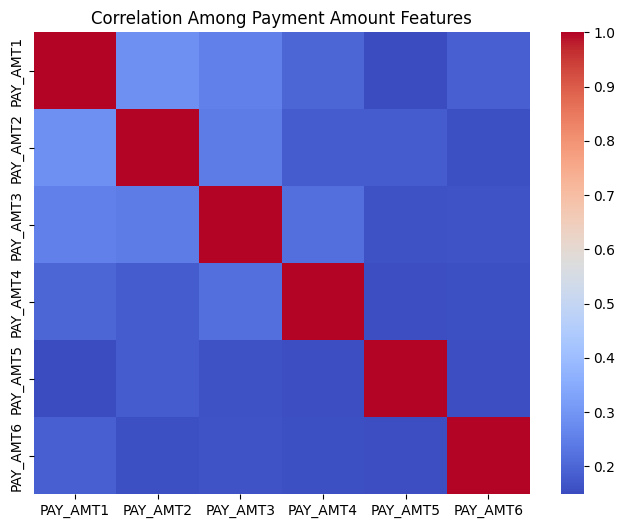 Correlation Among Payment Amount Features
PAY_AMT1
PAY_AMT2
PAY_AMT3
PAY_AMT4
PAY_AMT5
PAY_AMT6
PAY_AMT1 PAY_AMT2 PAY_AMT3 PAY_AMT4 PAY_AMT5 PAY_AMT6
1.0
0.9
0.8
0.7
0.6
0.5
0.4
0.3
0.2